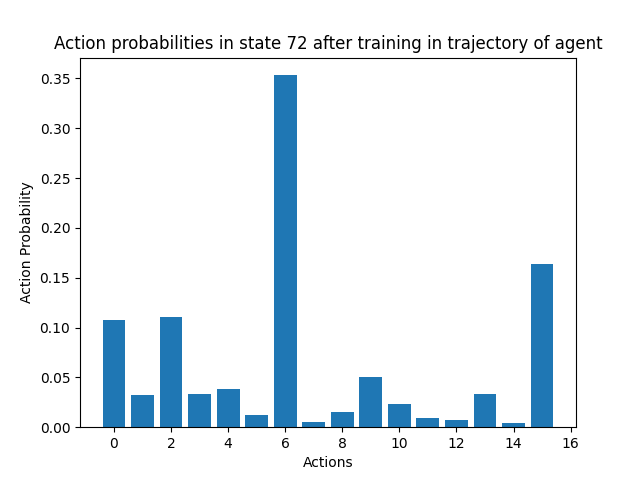 Action probabilities in state 72 after training in trajectory of agent
0.35
0.30
0.25
0.20
0.15
0.10
0.05
0.00
Action Probability
0 2 4 6 8 10 12 14 16
Actions